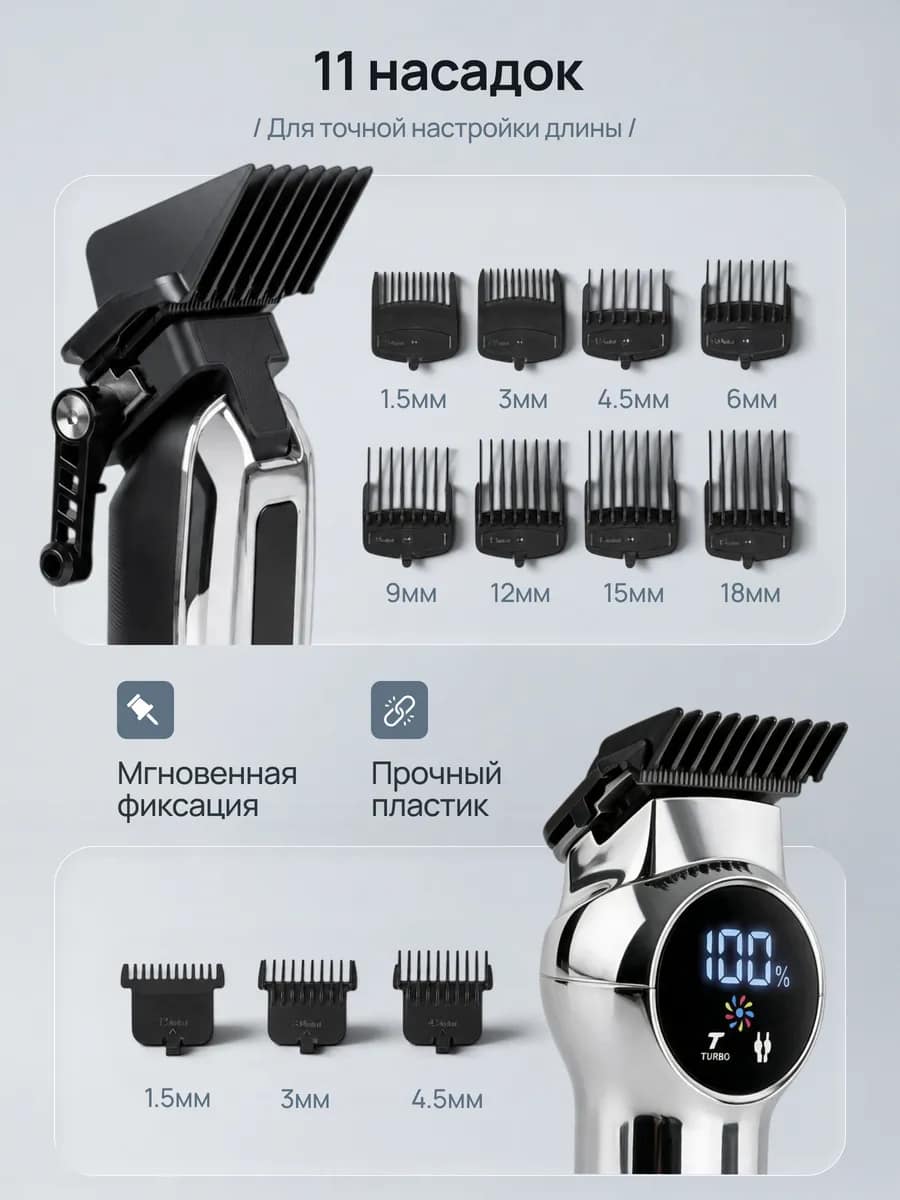 11 насадок
/ Для точной настройки длины /
1.5мм
3мм
4.5мм
6мм
9мм
12мм
15мм
18мм
Мгновенная
фиксация
Прочный
пластик
100%
TURBO
1.5мм
3мм
4.5мм